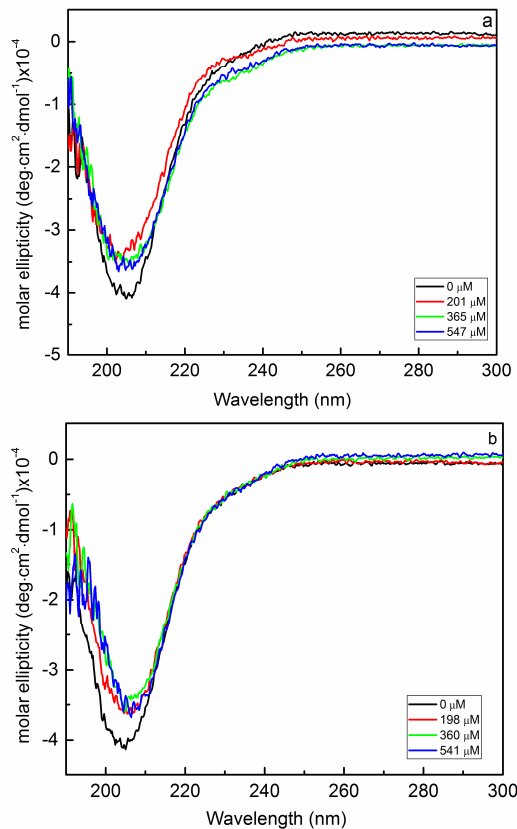 a
molar ellipticity (deg·cm²·dmol⁻¹)x10⁻⁴
0
-1
-2
-3
-4
-5
0 μM
201 μM
365 μM
547 μM
200 220 240 260 280 300
Wavelength (nm)
b
molar ellipticity (deg·cm²·dmol⁻¹)x10⁻⁴
0
-1
-2
-3
-4
0 μM
198 μM
360 μM
541 μM
200 220 240 260 280 300
Wavelength (nm)